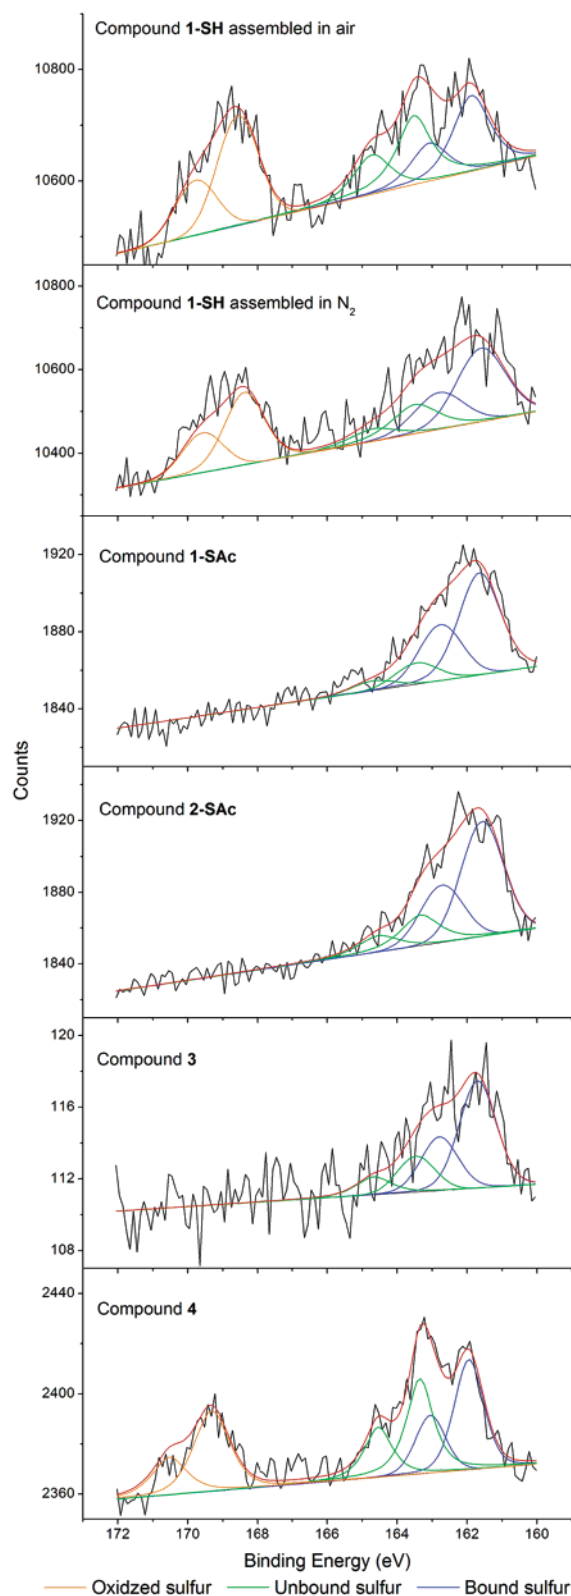 Compound 1-SH assembled in air
10800
10600
Compound 1-SH assembled in N2
10800
10600
10400
Compound 1-SAc
1920
1880
1840
Counts
Compound 2-SAc
1920
1880
1840
Compound 3
120
116
112
108
Compound 4
2440
2400
2360
172 170 168 166 164 162 160
Binding Energy (eV)
Oxidzed sulfur Unbound sulfur Bound sulfur